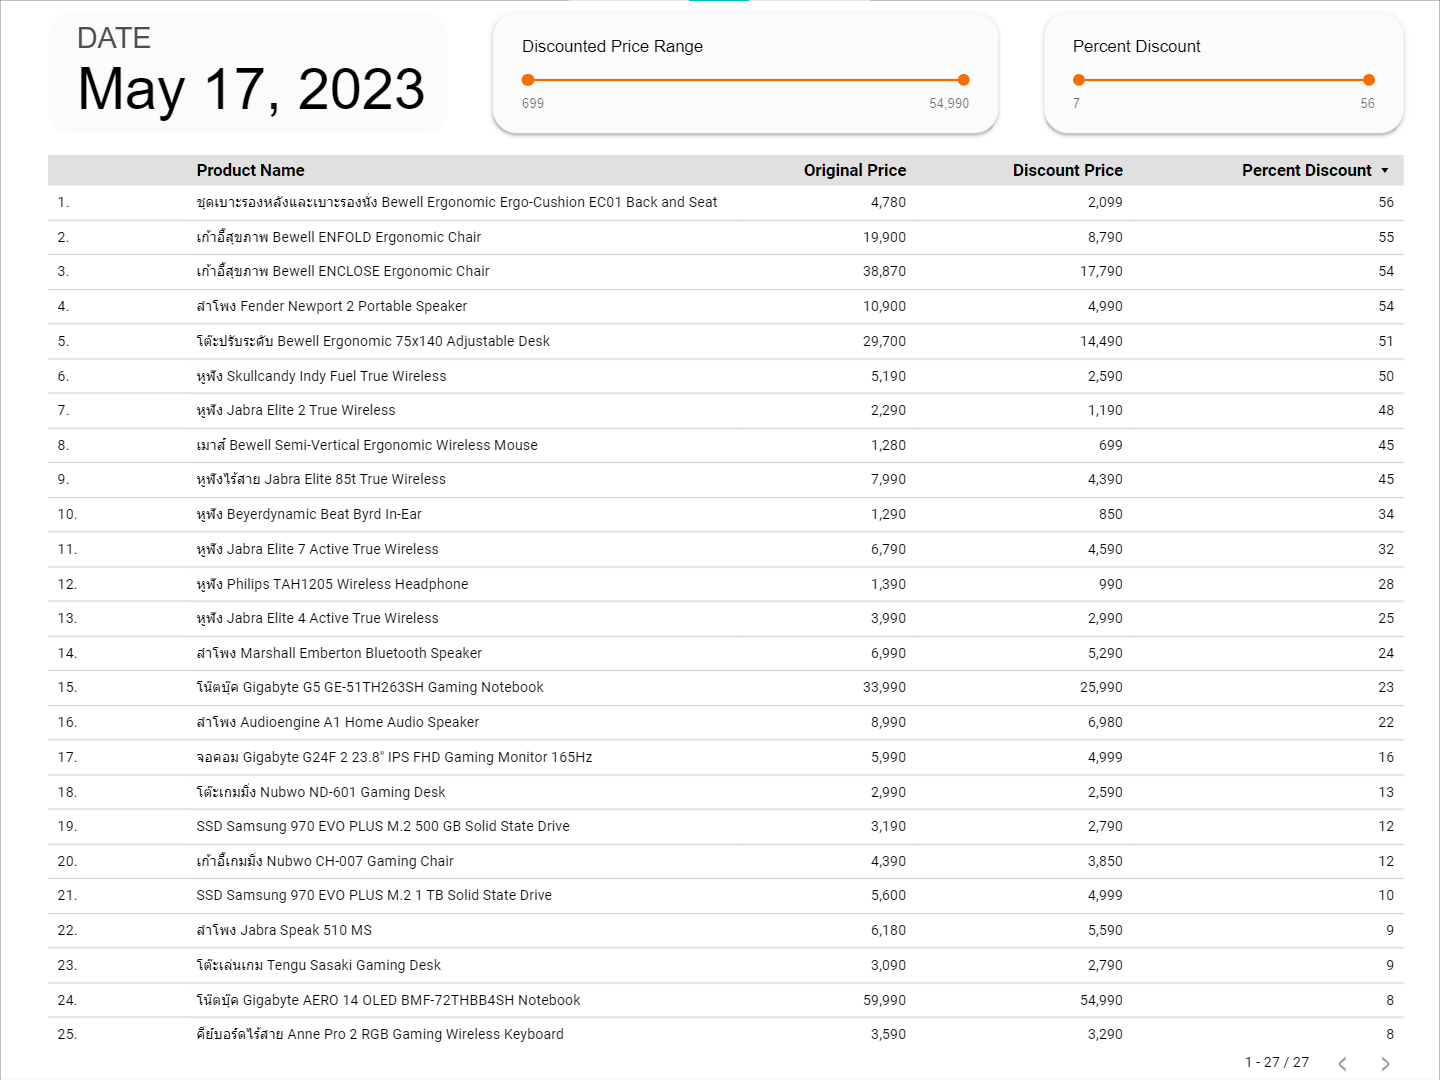 DATE
May 17, 2023
Discounted Price Range
699 54,990
Percent Discount
7 56
Product Name Original Price Discount Price Percent Discount
1. ชุดเบาะรองหลังและเบาะรองนั่ง Bewell Ergonomic Ergo-Cushion EC01 Back and Seat 4,780 2,099 56
2. เก้าอี้สุขภาพ Bewell ENFOLD Ergonomic Chair 19,900 8,790 55
3. เก้าอี้สุขภาพ Bewell ENCLOSE Ergonomic Chair 38,870 17,790 54
4. ลำโพง Fender Newport 2 Portable Speaker 10,900 4,990 54
5. โต๊ะปรับระดับ Bewell Ergonomic 75x140 Adjustable Desk 29,700 14,490 51
6. หูฟัง Skullcandy Indy Fuel True Wireless 5,190 2,590 50
7. หูฟัง Jabra Elite 2 True Wireless 2,290 1,190 48
8. เมาส์ Bewell Semi-Vertical Ergonomic Wireless Mouse 1,280 699 45
9. หูฟังไร้สาย Jabra Elite 85t True Wireless 7,990 4,390 45
10. หูฟัง Beyerdynamic Beat Byrd In-Ear 1,290 850 34
11. หูฟัง Jabra Elite 7 Active True Wireless 6,790 4,590 32
12. หูฟัง Philips TAH1205 Wireless Headphone 1,390 990 28
13. หูฟัง Jabra Elite 4 Active True Wireless 3,990 2,990 25
14. ลำโพง Marshall Emberton Bluetooth Speaker 6,990 5,290 24
15. โน๊ตบุ๊ค Gigabyte G5 GE-51TH263SH Gaming Notebook 33,990 25,990 23
16. ลำโพง Audioengine A1 Home Audio Speaker 8,990 6,980 22
17. จอคอม Gigabyte G24F 2 23.8" IPS FHD Gaming Monitor 165Hz 5,990 4,999 16
18. โต๊ะเกมมิ่ง Nubwo ND-601 Gaming Desk 2,990 2,590 13
19. SSD Samsung 970 EVO PLUS M.2 500 GB Solid State Drive 3,190 2,790 12
20. เก้าอี้เกมมิ่ง Nubwo CH-007 Gaming Chair 4,390 3,850 12
21. SSD Samsung 970 EVO PLUS M.2 1 TB Solid State Drive 5,600 4,999 10
22. ลำโพง Jabra Speak 510 MS 6,180 5,590 9
23. โต๊ะเล่นเกม Tengu Sasaki Gaming Desk 3,090 2,790 9
24. โน๊ตบุ๊ค Gigabyte AERO 14 OLED BMF-72THBB4SH Notebook 59,990 54,990 8
25. คีย์บอร์ดไร้สาย Anne Pro 2 RGB Gaming Wireless Keyboard 3,590 3,290 8
1 - 27 / 27